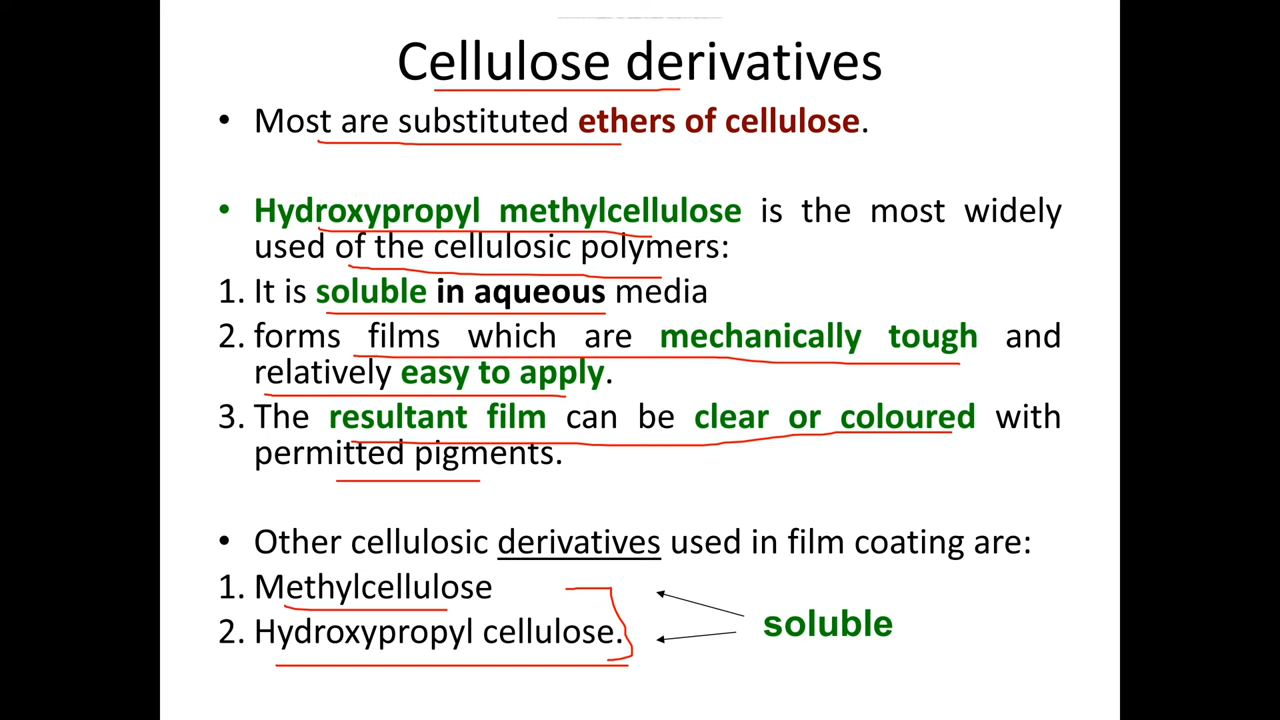 Cellulose derivatives
• Most are substituted ethers of cellulose.
• Hydroxypropyl methylcellulose is the most widely
used of the cellulosic polymers:
1. It is soluble in aqueous media
2. forms films which are mechanically tough and
relatively easy to apply.
3. The resultant film can be clear or coloured with
permitted pigments.
• Other cellulosic derivatives used in film coating are:
1. Methylcellulose
2. Hydroxypropyl cellulose.
soluble